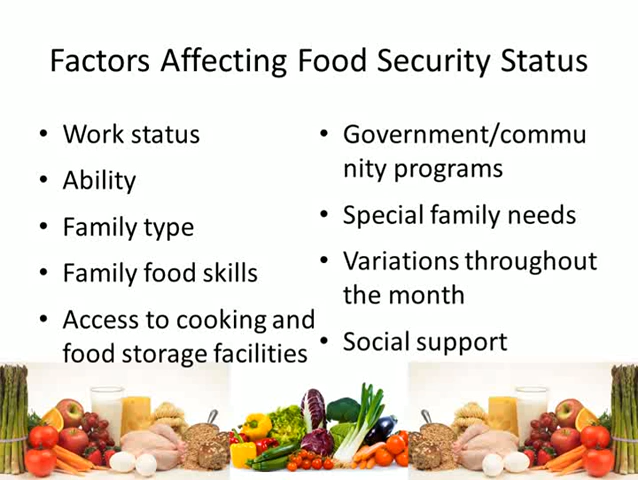 Factors Affecting Food Security Status
• Work status
• Ability
• Family type
• Family food skills
• Access to cooking and
food storage facilities
• Government/commu
nity programs
• Special family needs
• Variations throughout
the month
• Social support